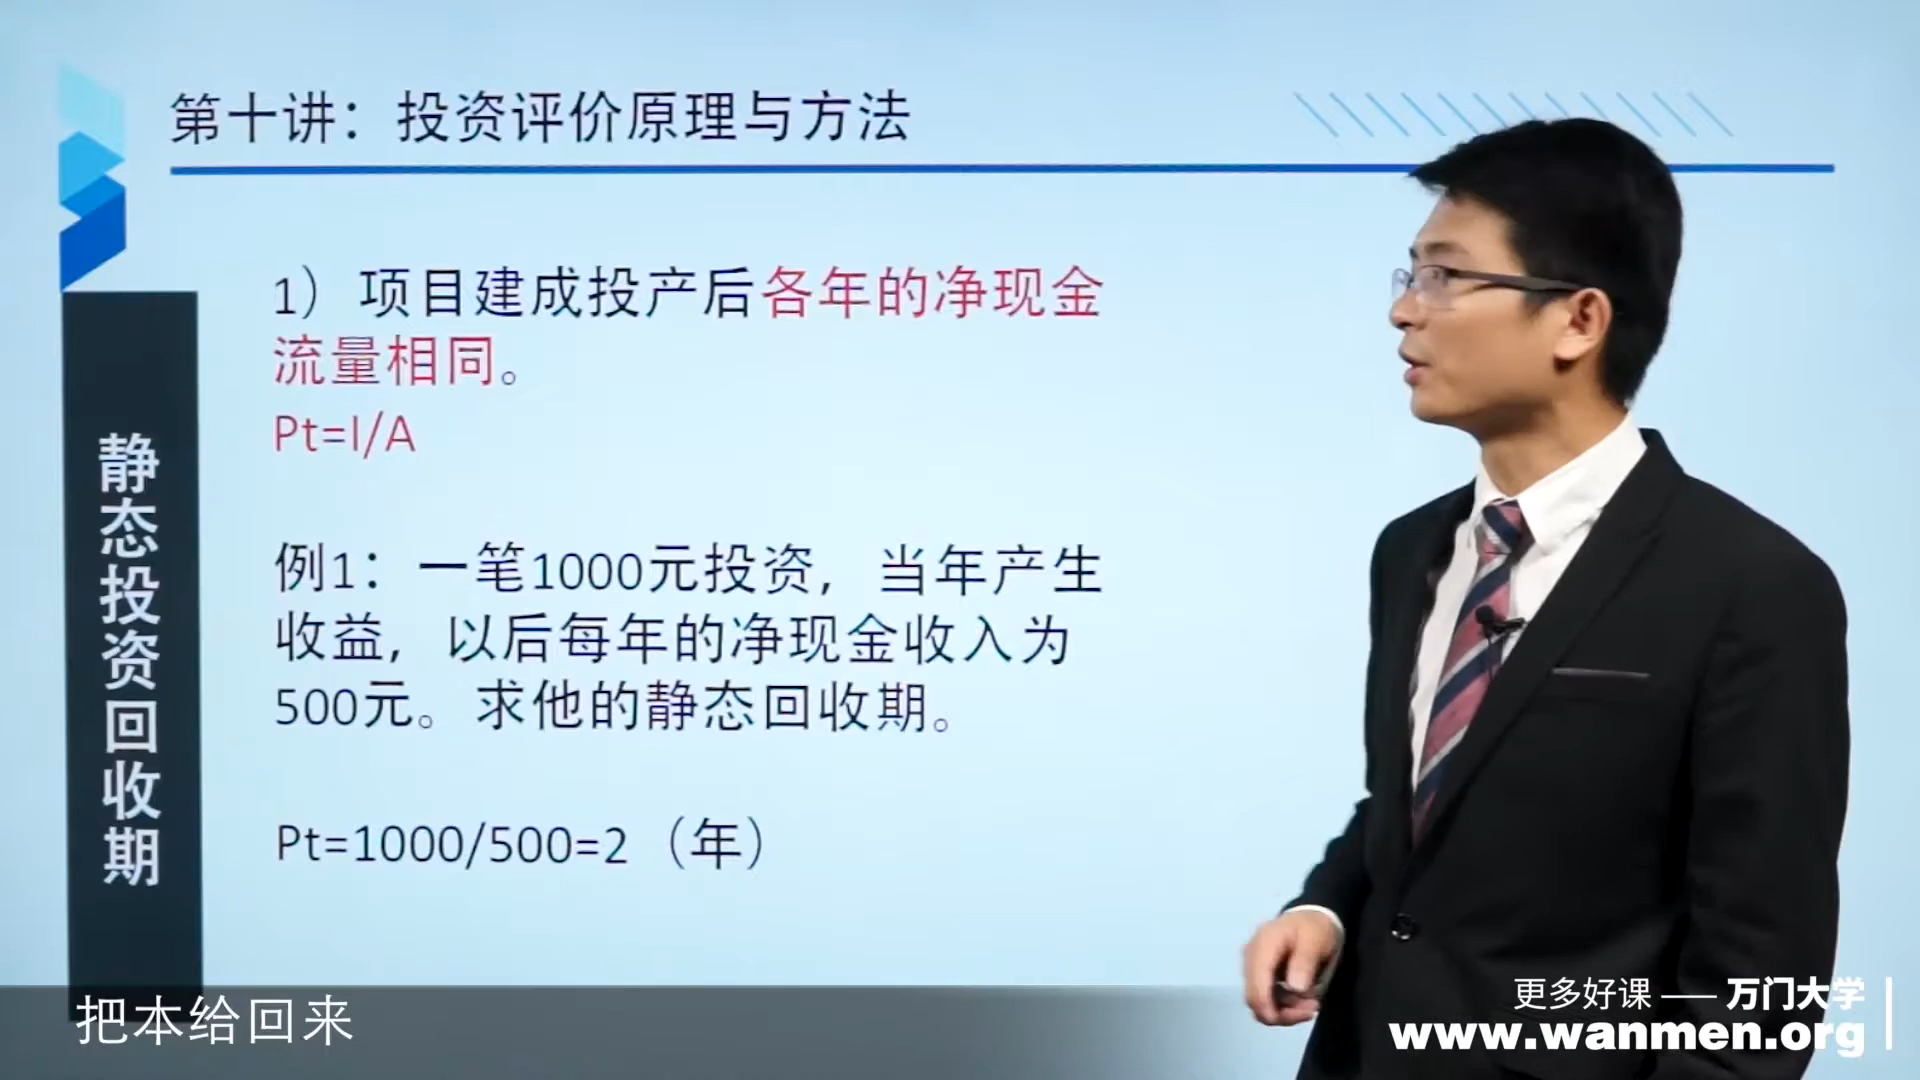 第十讲：投资评价原理与方法
静态投资回收期
1）项目建成投产后各年的净现金
流量相同。
Pt=I/A
例1：一笔1000元投资，当年产生
收益，以后每年的净现金收入为
500元。求他的静态回收期。
Pt=1000/500=2（年）
把本给回来
更多好课 —— 万门大学
www.wanmen.org